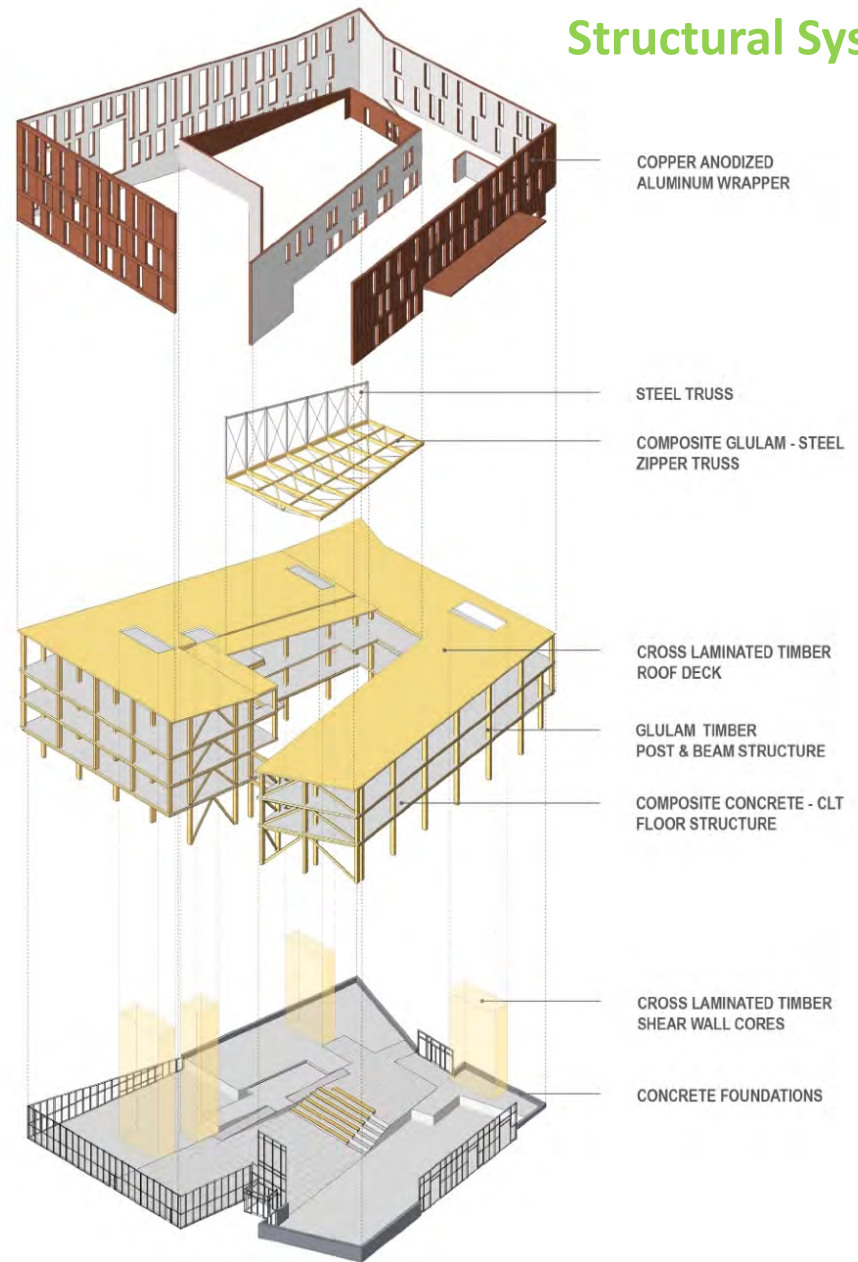 Structural Sys
COPPER ANODIZED
ALUMINUM WRAPPER
STEEL TRUSS
COMPOSITE GLULAM - STEEL
ZIPPER TRUSS
CROSS LAMINATED TIMBER
ROOF DECK
GLULAM TIMBER
POST & BEAM STRUCTURE
COMPOSITE CONCRETE - CLT
FLOOR STRUCTURE
CROSS LAMINATED TIMBER
SHEAR WALL CORES
CONCRETE FOUNDATIONS